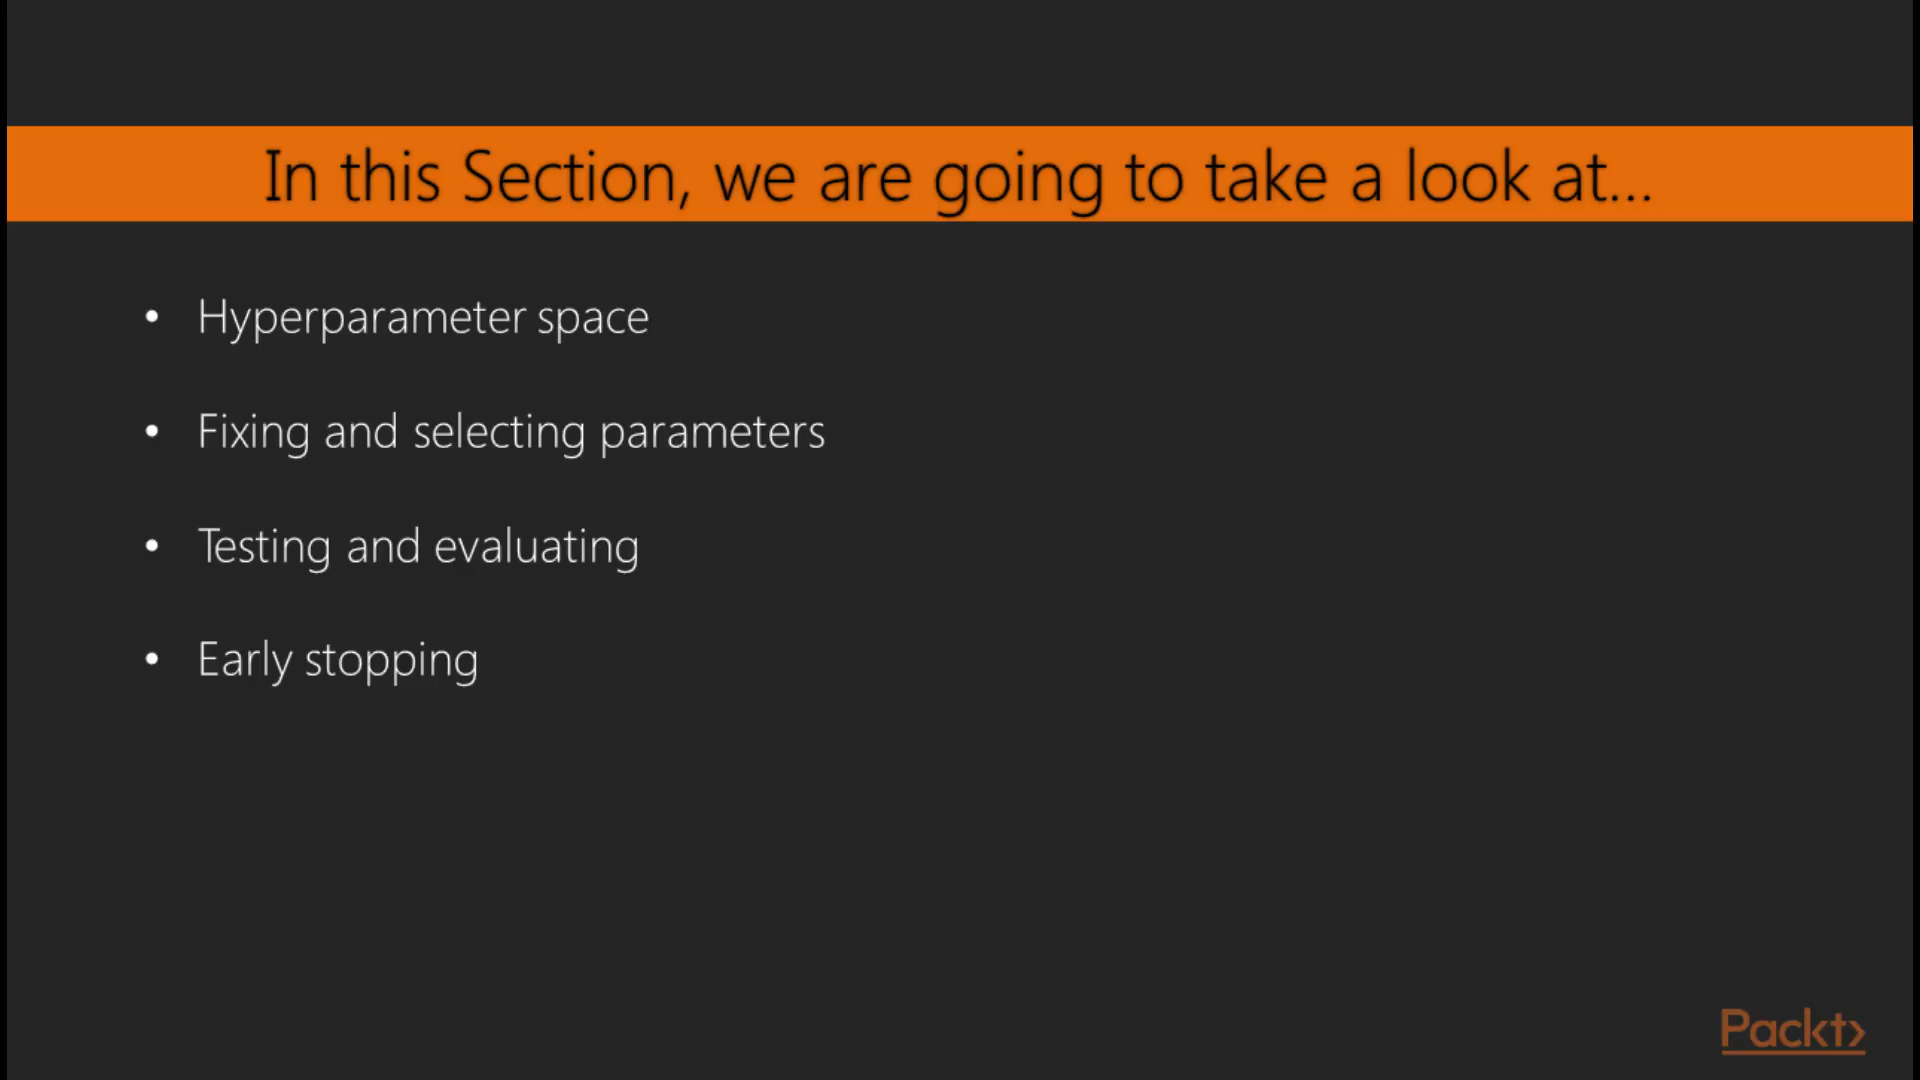 In this Section, we are going to take a look at...
• Hyperparameter space
• Fixing and selecting parameters
• Testing and evaluating
• Early stopping
Packt>